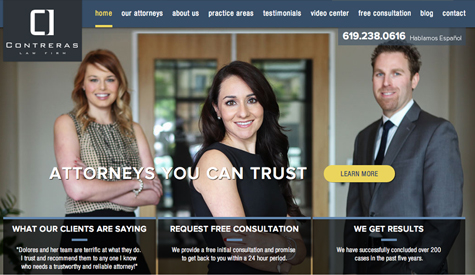 CONTRERAS
LAW FIRM
home our attorneys about us practice areas testimonials video center free consultation blog contact
619.238.0616 Hablamos Español
ATTORNEYS YOU CAN TRUST
LEARN MORE
WHAT OUR CLIENTS ARE SAYING
"Dolores and her team are terrific at what they do.
I trust and recommend them to any one I know
who needs a trustworthy and reliable attorney!"
REQUEST FREE CONSULTATION
We provide a free initial consultation and promise
to get back to you within a 24 hour period.
WE GET RESULTS
We have successfully concluded over 200
cases in the past five years.